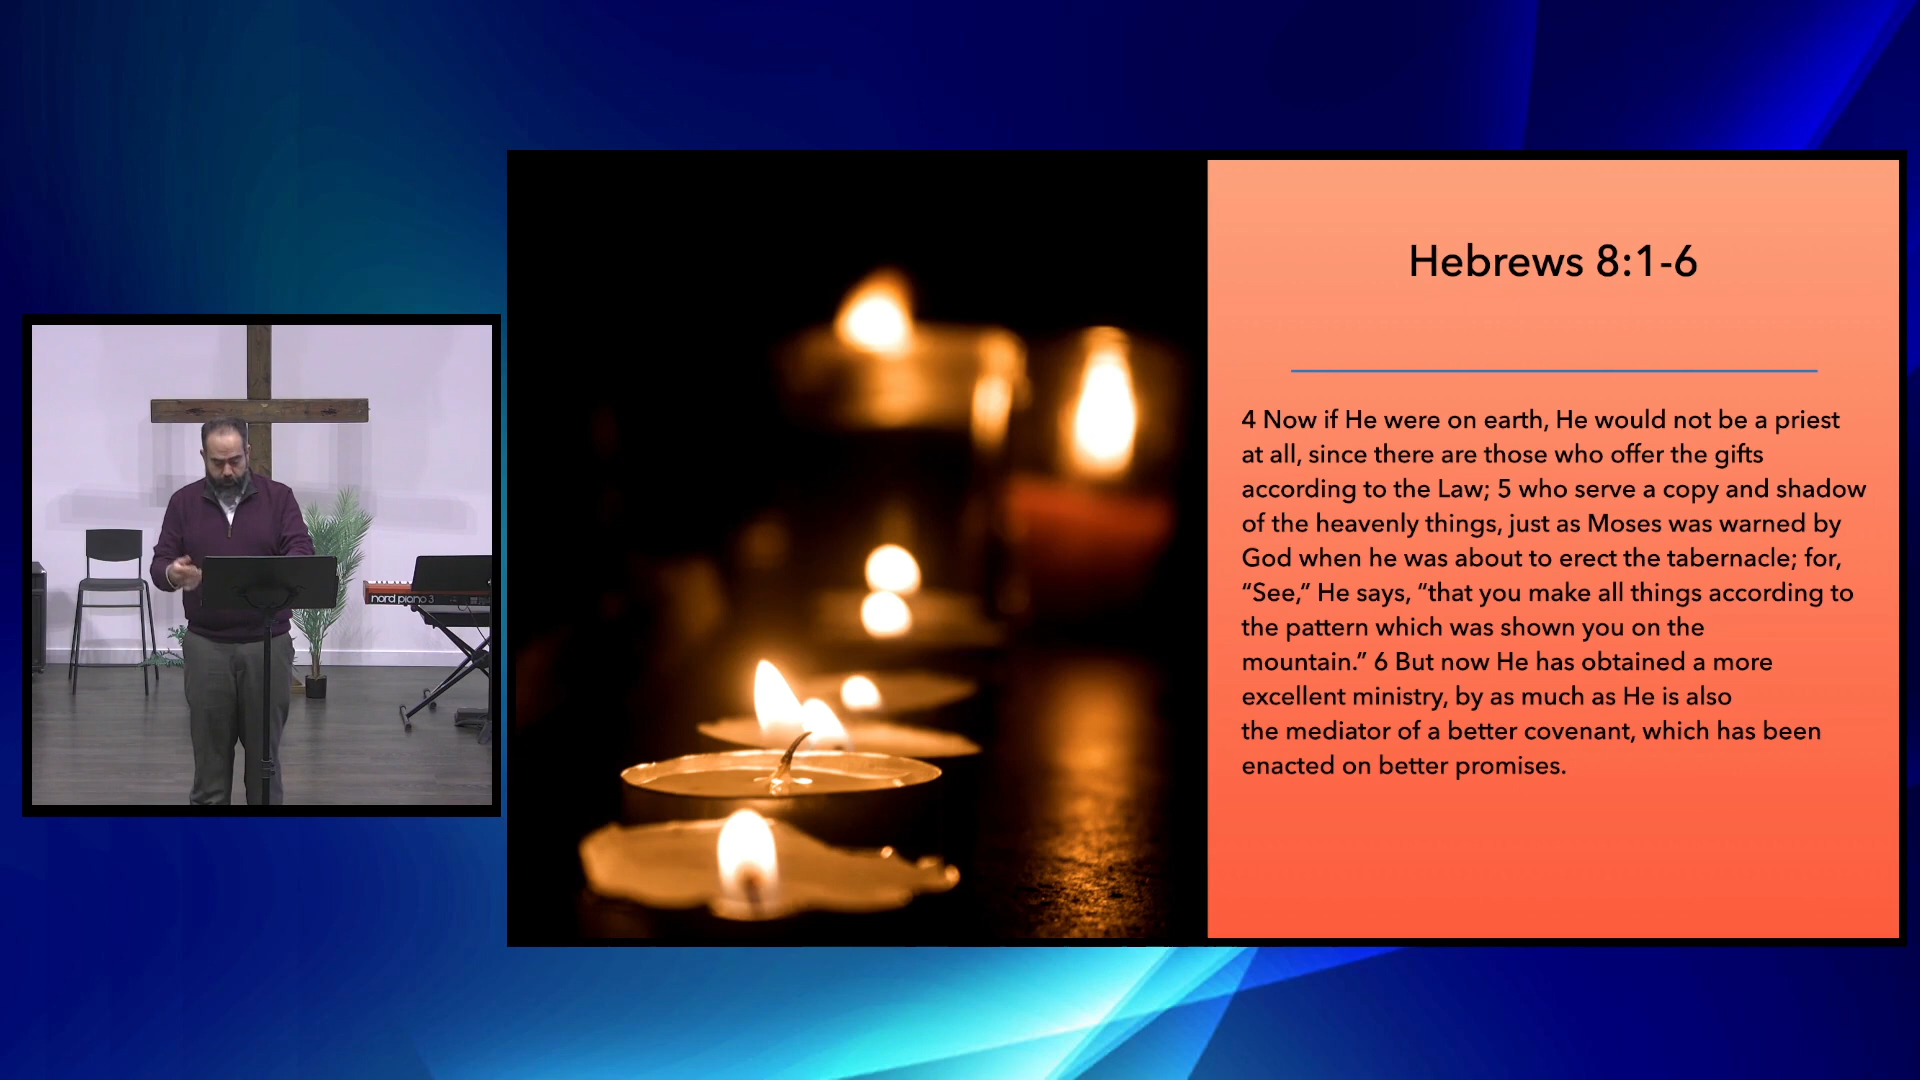 nord piano 3
Hebrews 8:1-6
4 Now if He were on earth, He would not be a priest
at all, since there are those who offer the gifts
according to the Law; 5 who serve a copy and shadow
of the heavenly things, just as Moses was warned by
God when he was about to erect the tabernacle; for,
“See,” He says, “that you make all things according to
the pattern which was shown you on the
mountain.” 6 But now He has obtained a more
excellent ministry, by as much as He is also
the mediator of a better covenant, which has been
enacted on better promises.